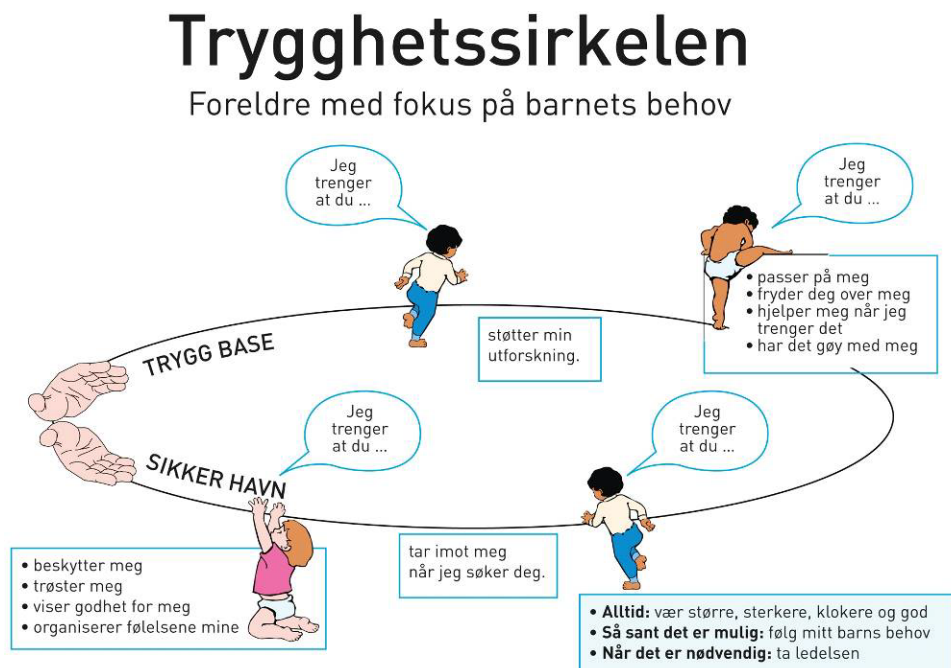 Trygghetssirkelen
Foreldre med fokus på barnets behov
Jeg
trenger
at du ...
Jeg
trenger
at du ...
• passer på meg
• fryder deg over meg
• hjelper meg når jeg
trenger det
• har det gøy med meg
støtter min
utforskning.
TRYGG BASE
SIKKER HAVN
Jeg
trenger
at du ...
Jeg
trenger
at du ...
• beskytter meg
• trøster meg
• viser godhet for meg
• organiserer følelsene mine
tar imot meg
når jeg søker deg.
• Alltid: vær større, sterkere, klokere og god
• Så sant det er mulig: følg mitt barns behov
• Når det er nødvendig: ta ledelsen